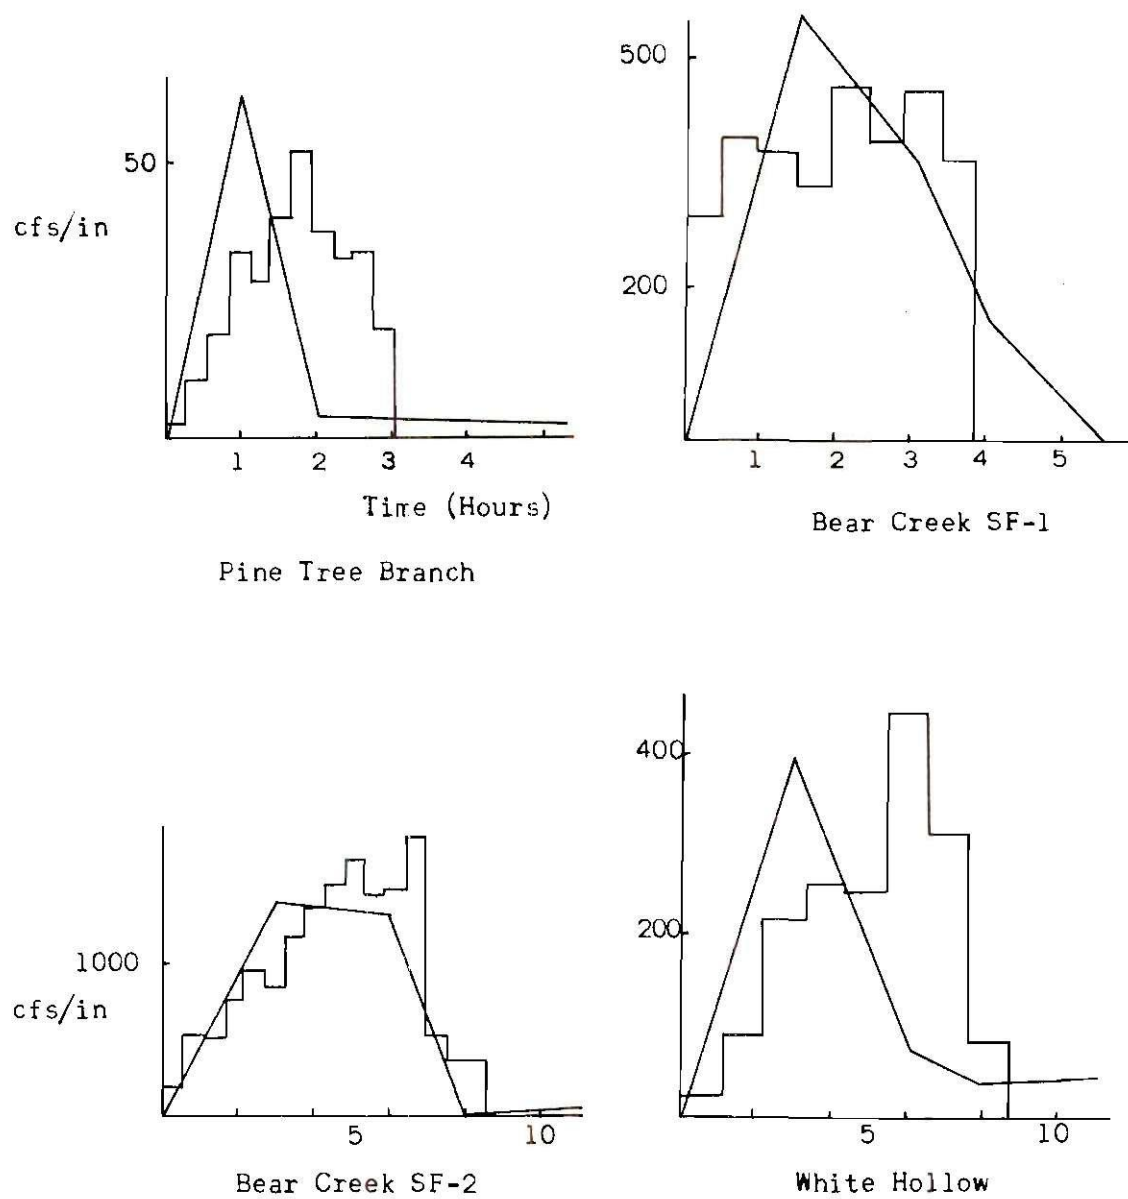 500
50
cfs/in
200
1 2 3 4
1 2 3 4 5
Time (Hours)
Bear Creek SF-1
Pine Tree Branch
400
200
1000
cfs/in
5 10
5 10
Bear Creek SF-2
White Hollow